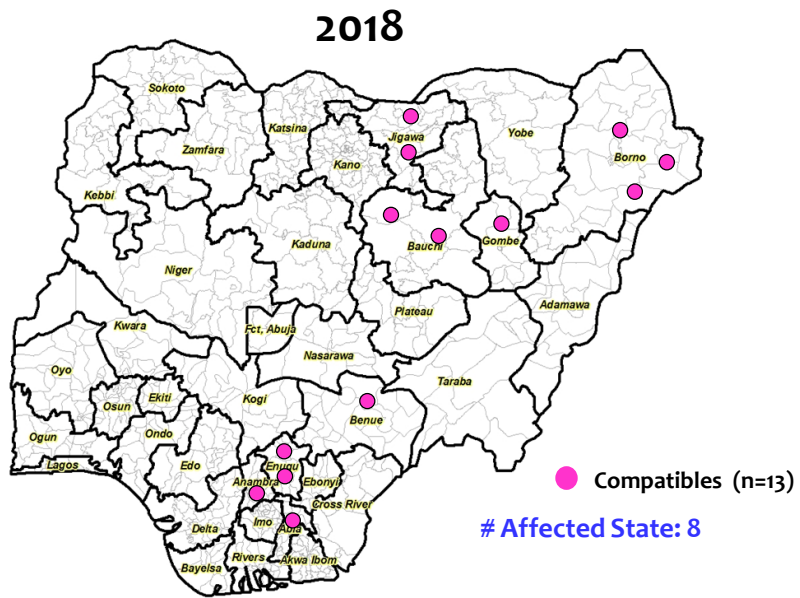 2018
Sokoto
Katsina
Jigawa
Yobe
Zamfara
Kano
Borno
Kebbi
Kaduna
Bauchi
Gombe
Niger
Adamawa
Plateau
Kwara
Fct, Abuja
Nasarawa
Oyo
Taraba
Osun
Ekiti
Kogi
Benue
Ogun
Ondo
Lagos
Edo
Enugu
Anambra
Ebonyi
Cross River
Compatibles (n=13)
Delta
Imo
Abia
# Affected State: 8
Bayelsa
Rivers
Akwa Ibom